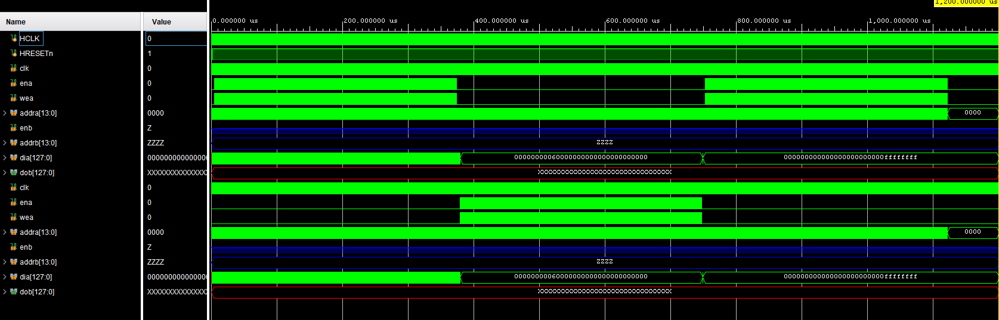 1,200.000000 us
Name Value 0.000000 us 200.000000 us 400.000000 us 600.000000 us 800.000000 us 1,000.000000 us
HCLK 0
HRESETn 1
clk 0
ena 0
wea 0
addra[13:0] 0000 0000
enb Z
addrb[13:0] ZZZZ ZZZZ
dia[127:0] 000000000000000 00000000060000000000000000000000 000000000000000000000000ffffffff
dob[127:0] XXXXXXXXXXXXXXX XXXXXXXXXXXXXXXXXXXXXXXXXXXXXXXX
clk 0
ena 0
wea 0
addra[13:0] 0000 0000
enb Z
addrb[13:0] ZZZZ ZZZZ
dia[127:0] 000000000000000 00000000060000000000000000000000 000000000000000000000000ffffffff
dob[127:0] XXXXXXXXXXXXXXX XXXXXXXXXXXXXXXXXXXXXXXXXXXXXXXX